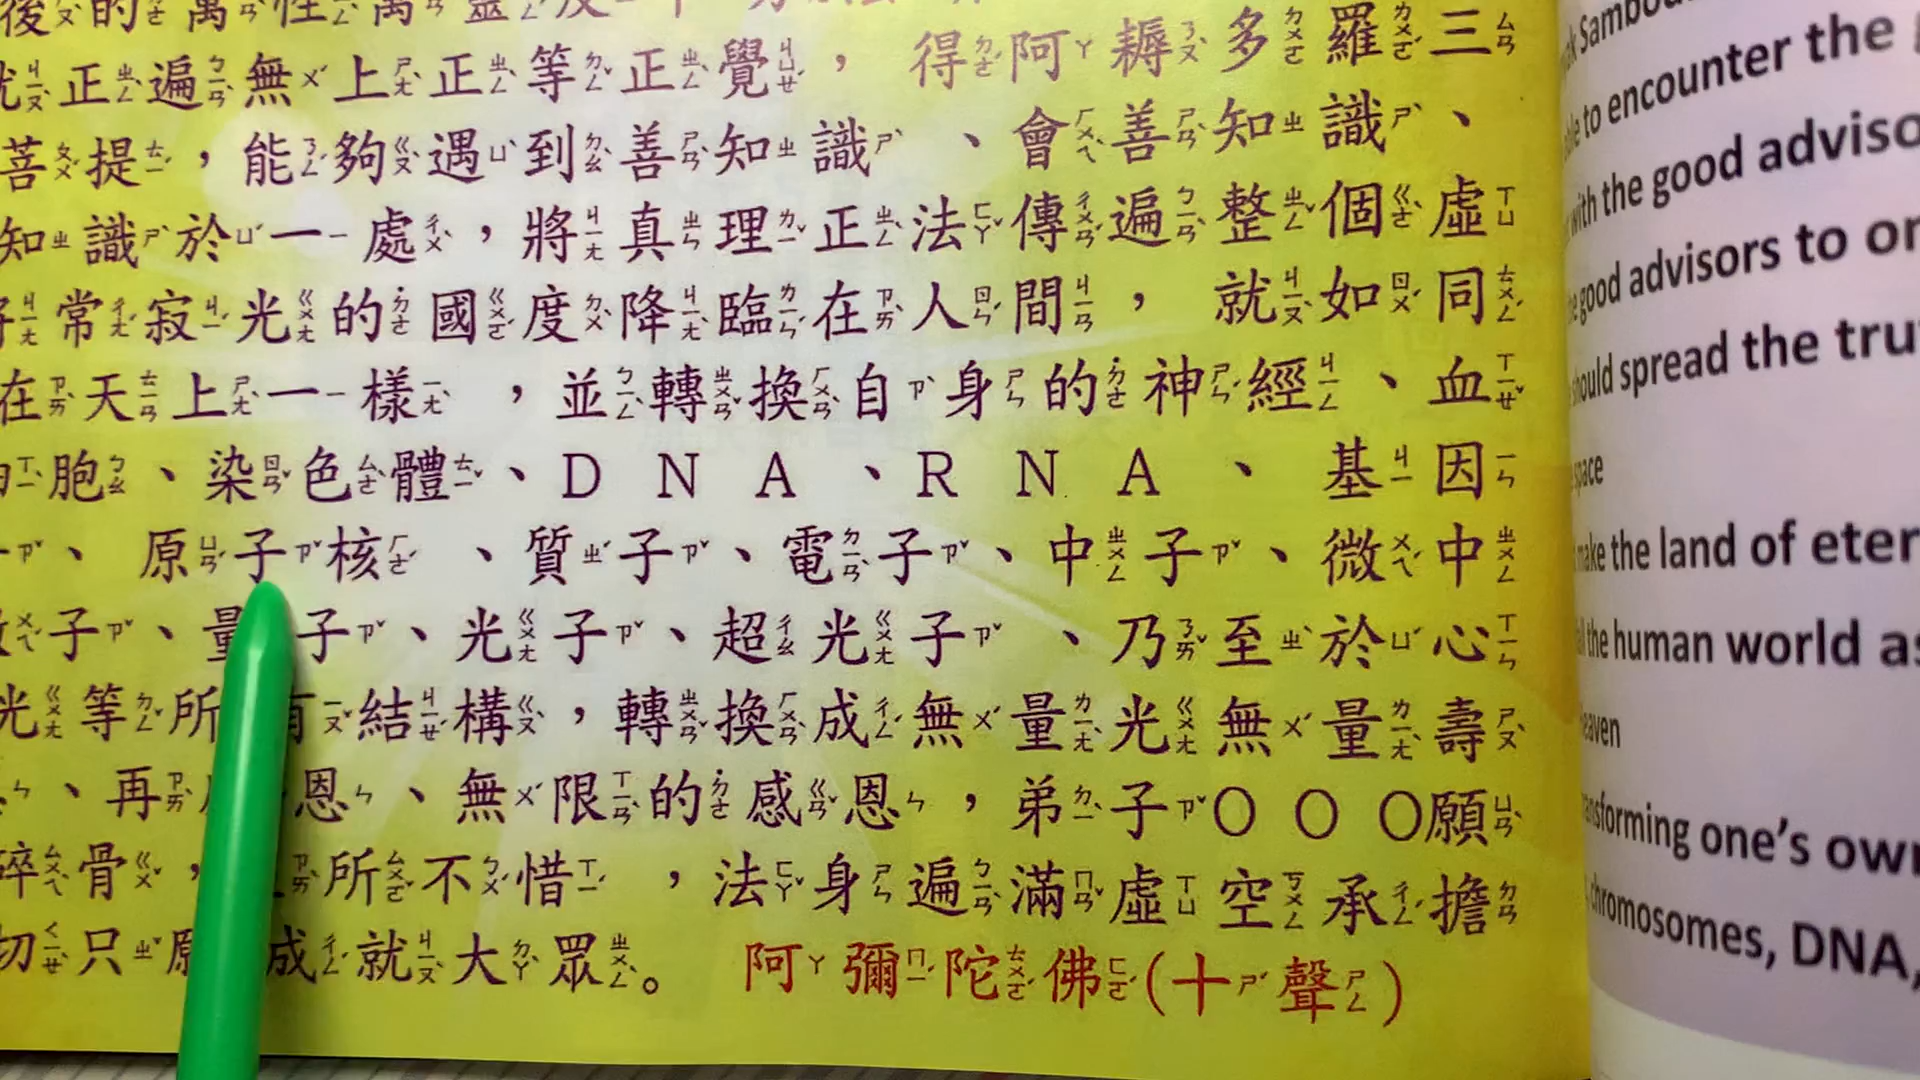 後的萬性萬靈
就正遍無上正等正覺，得阿耨多羅三
菩提，能夠遇到善知識、會善知識、
知識於一處，將真理正法傳遍整個虛
將常寂光的國度降臨在人間，就如同
在天上一樣，並轉換自身的神經、血
胞、染色體、DNA、RNA、基因
、原子核、質子、電子、中子、微中
微子、量子、光子、超光子、乃至於心
光等所有結構，轉換成無量光無量壽
、再 恩、無限的感恩，弟子〇〇〇願
碎骨，在所不惜，法身遍滿虛空承擔
切只願成就大眾。阿彌陀佛(十聲)
Sambou
to encounter the
with the good adviso
good advisors to or
should spread the tru
space
make the land of eter
the human world as
heaven
transforming one's own
chromosomes, DNA,